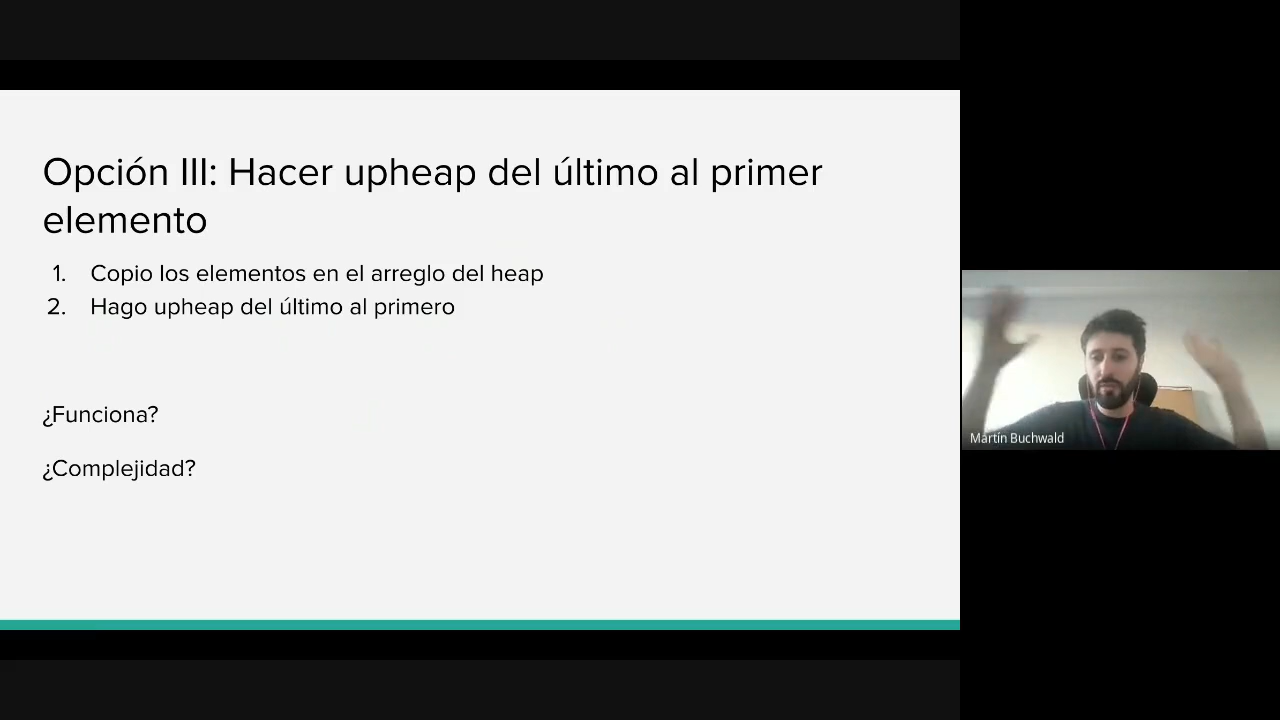 Opción III: Hacer upheap del último al primer
elemento
1. Copio los elementos en el arreglo del heap
2. Hago upheap del último al primero
¿Funciona?
¿Complejidad?
Martín Buchwald